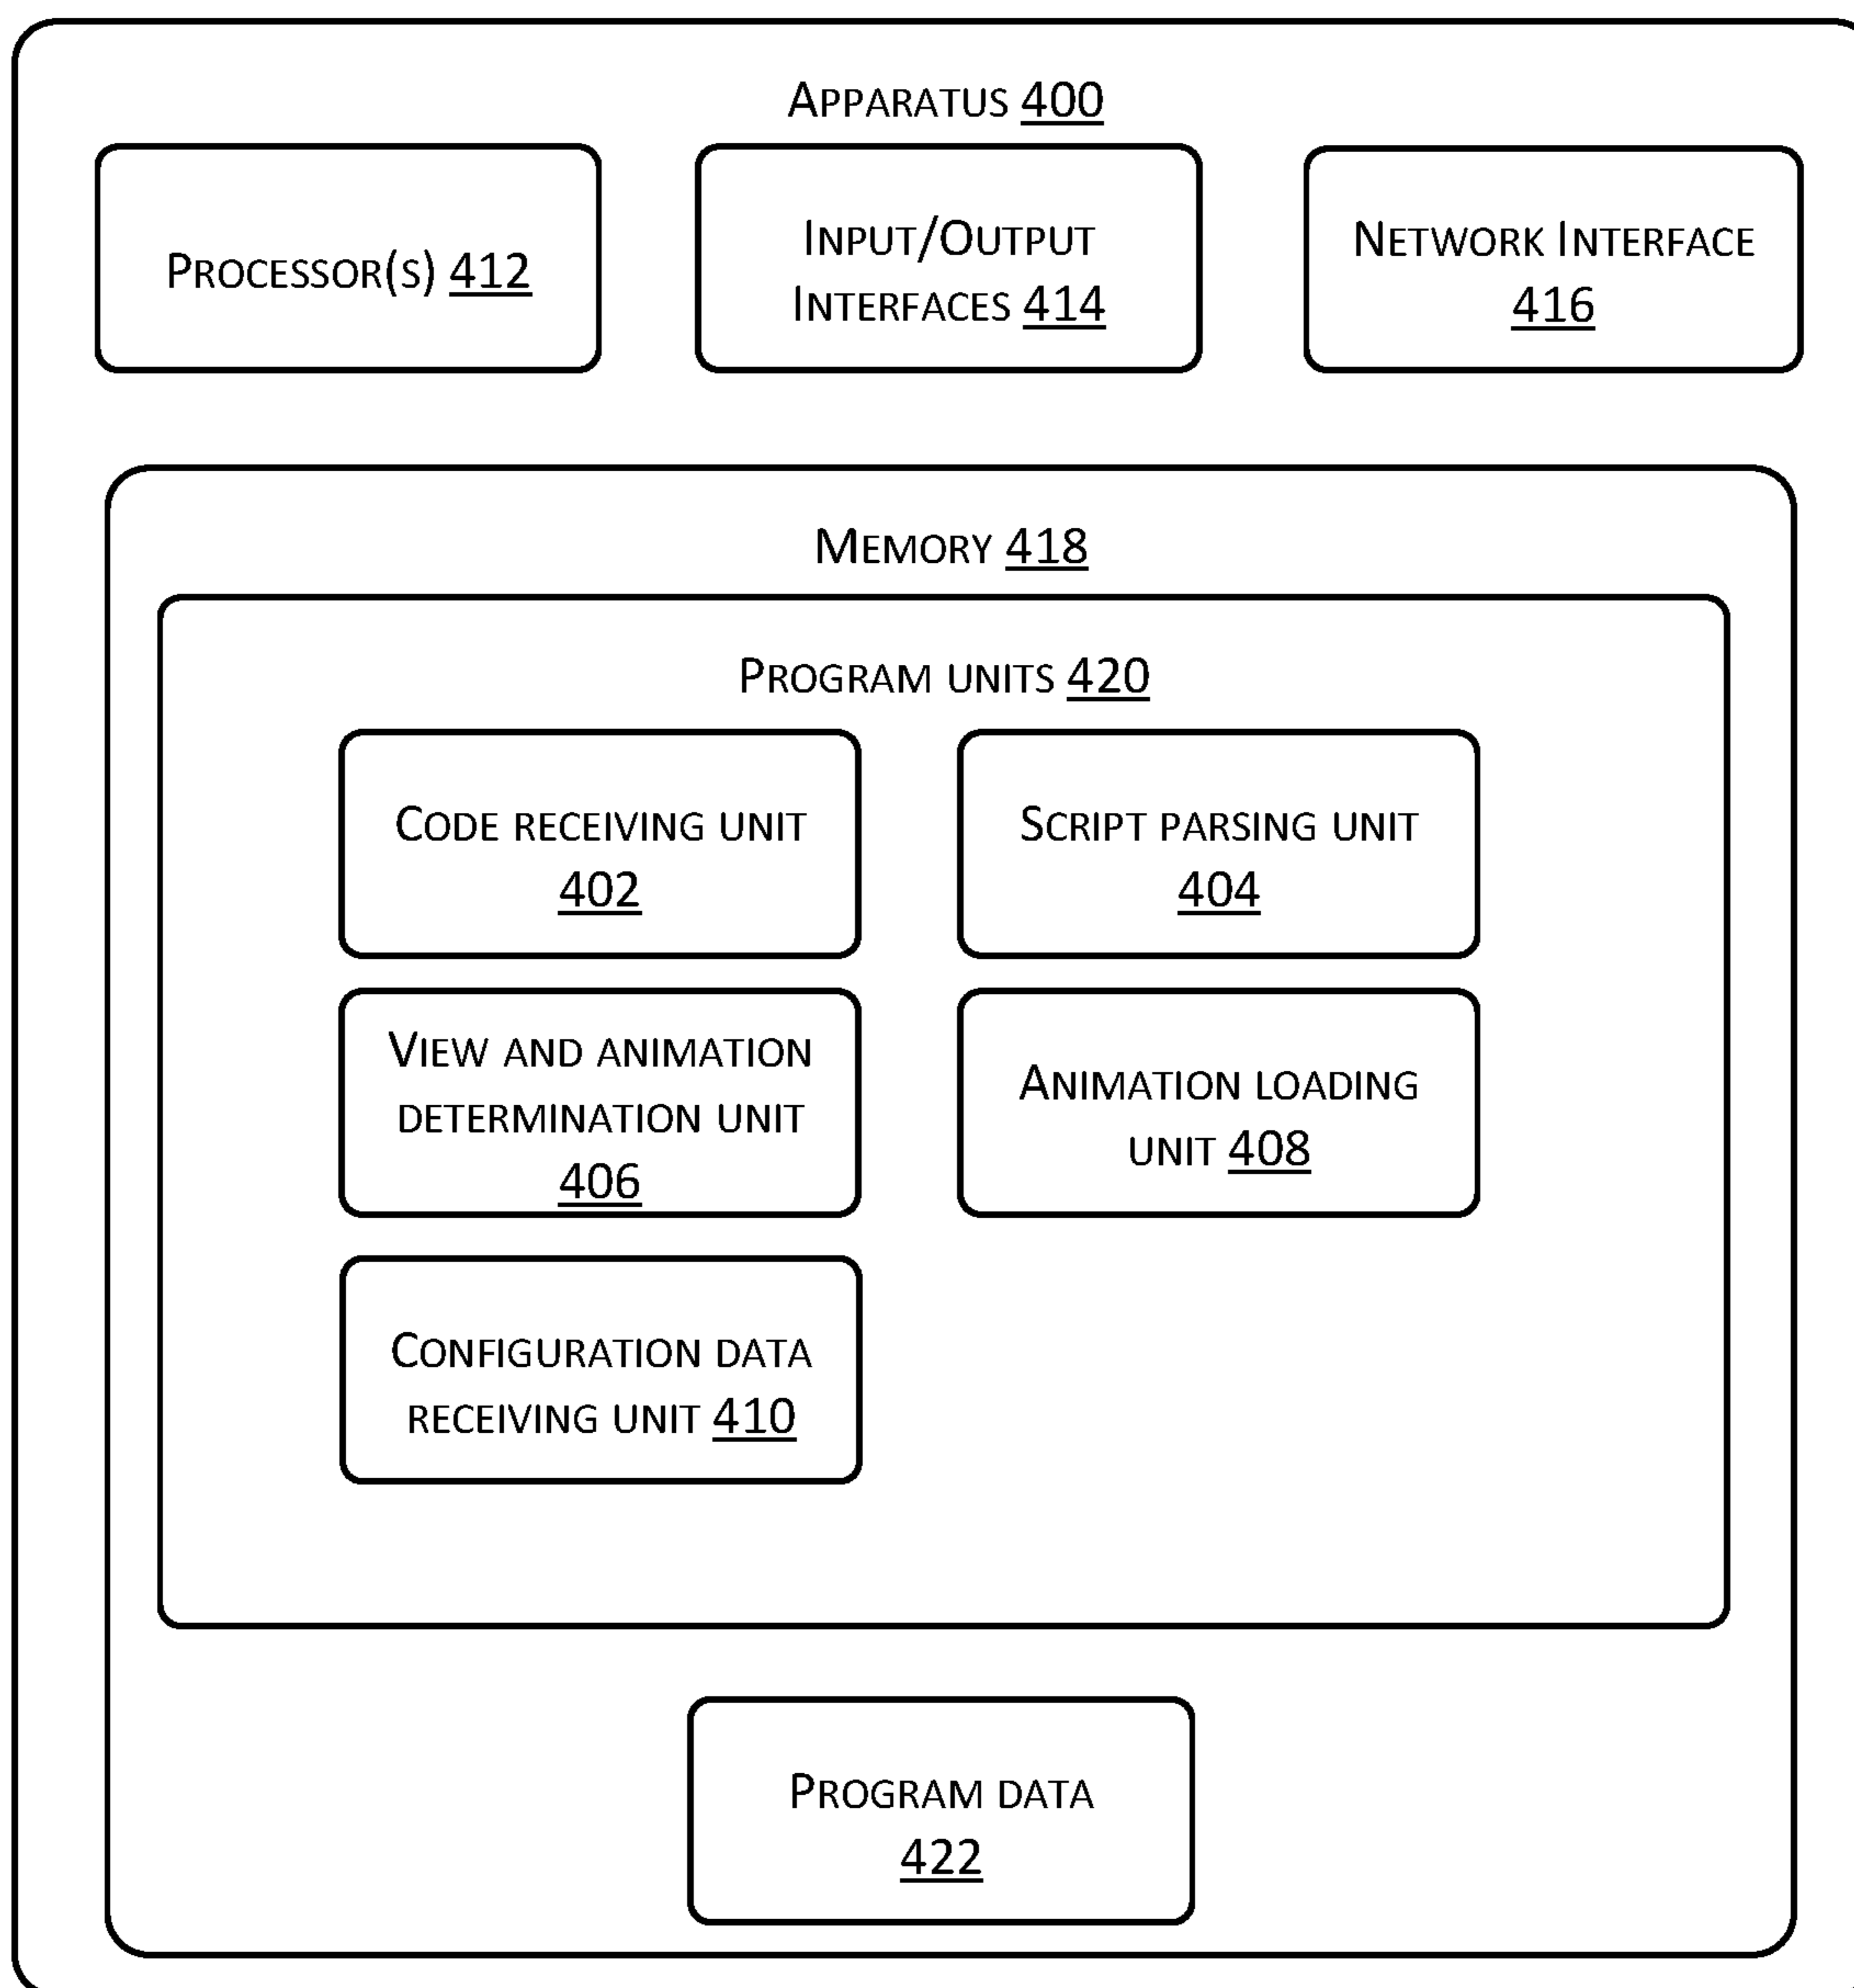 Apparatus 400
Processor(s) 412
Input/Output
Interfaces 414
Network Interface
416
Memory 418
Program units 420
Code receiving unit
402
Script parsing unit
404
View and animation
determination unit
406
Animation loading
unit 408
Configuration data
receiving unit 410
Program data
422